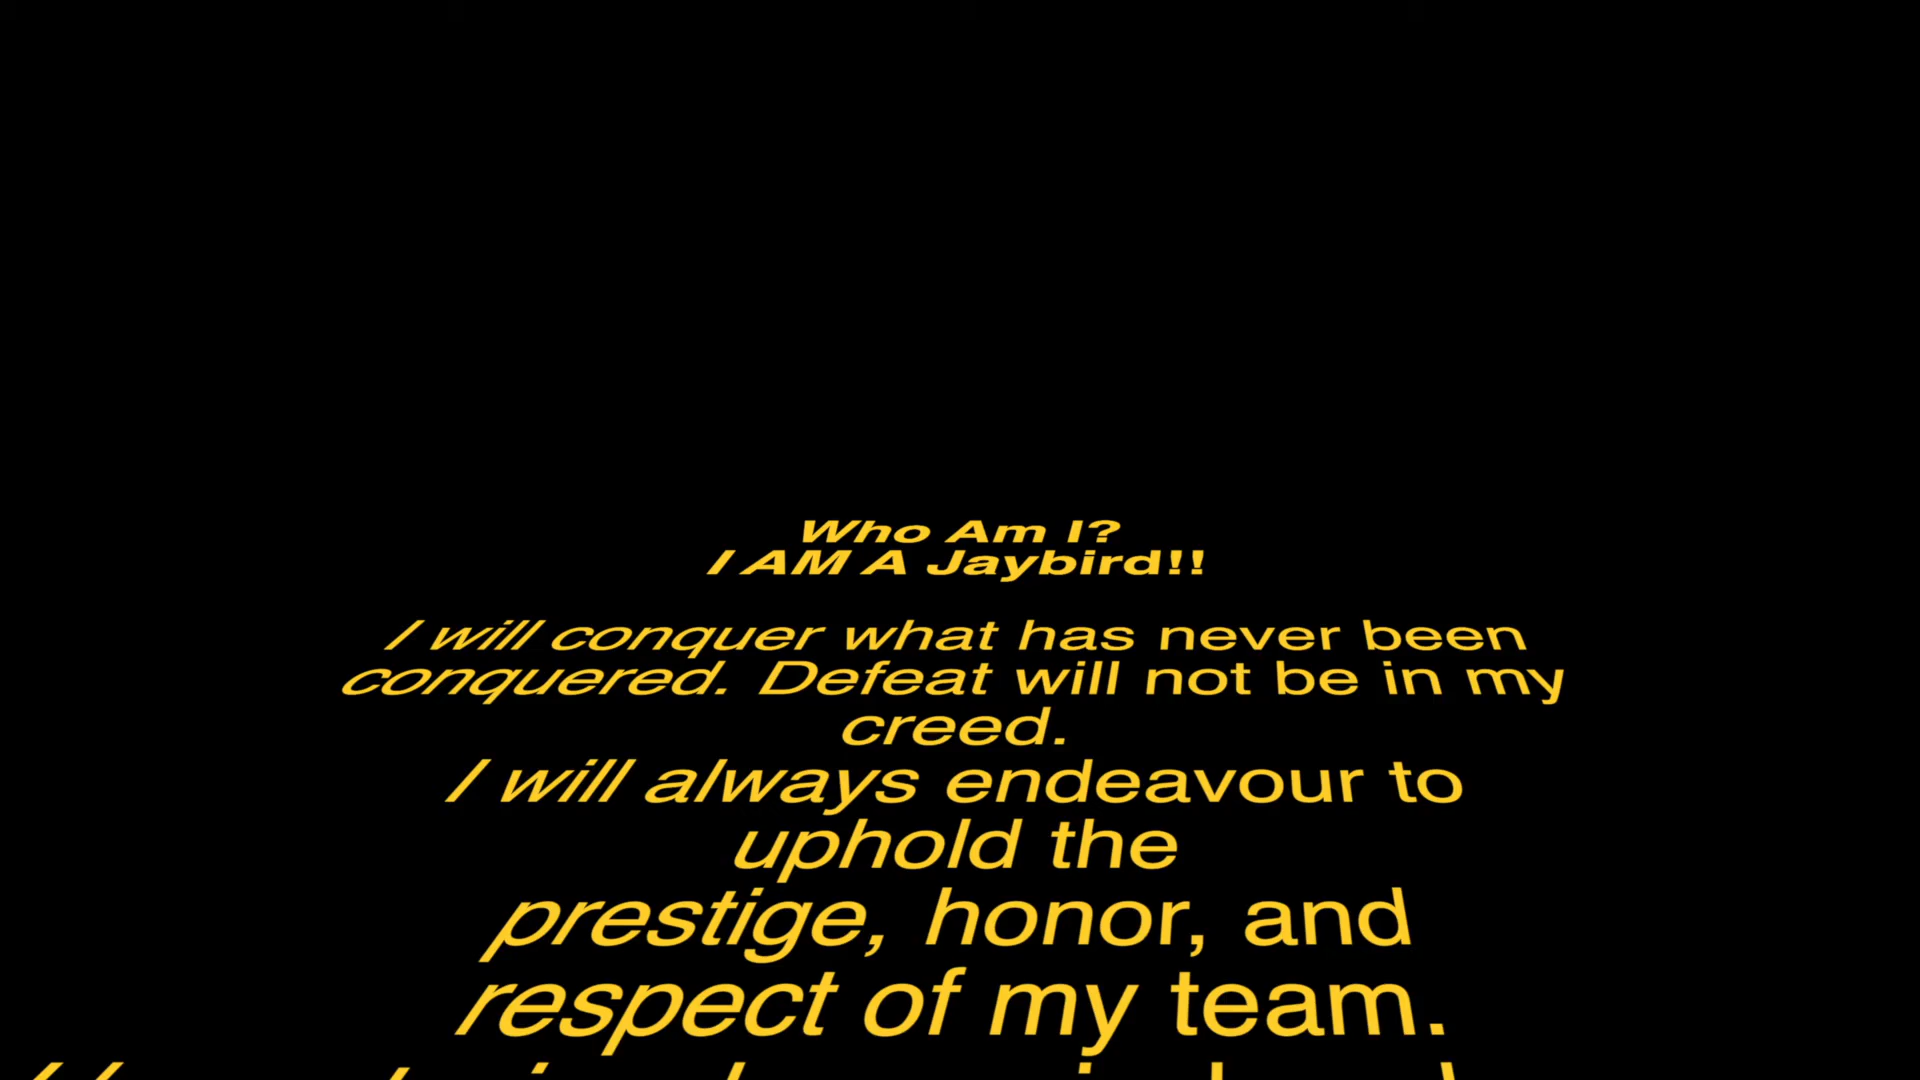 Who Am I?
I AM A Jaybird!!
I will conquer what has never been
conquered. Defeat will not be in my
creed.
I will always endeavour to
uphold the
prestige, honor, and
respect of my team.